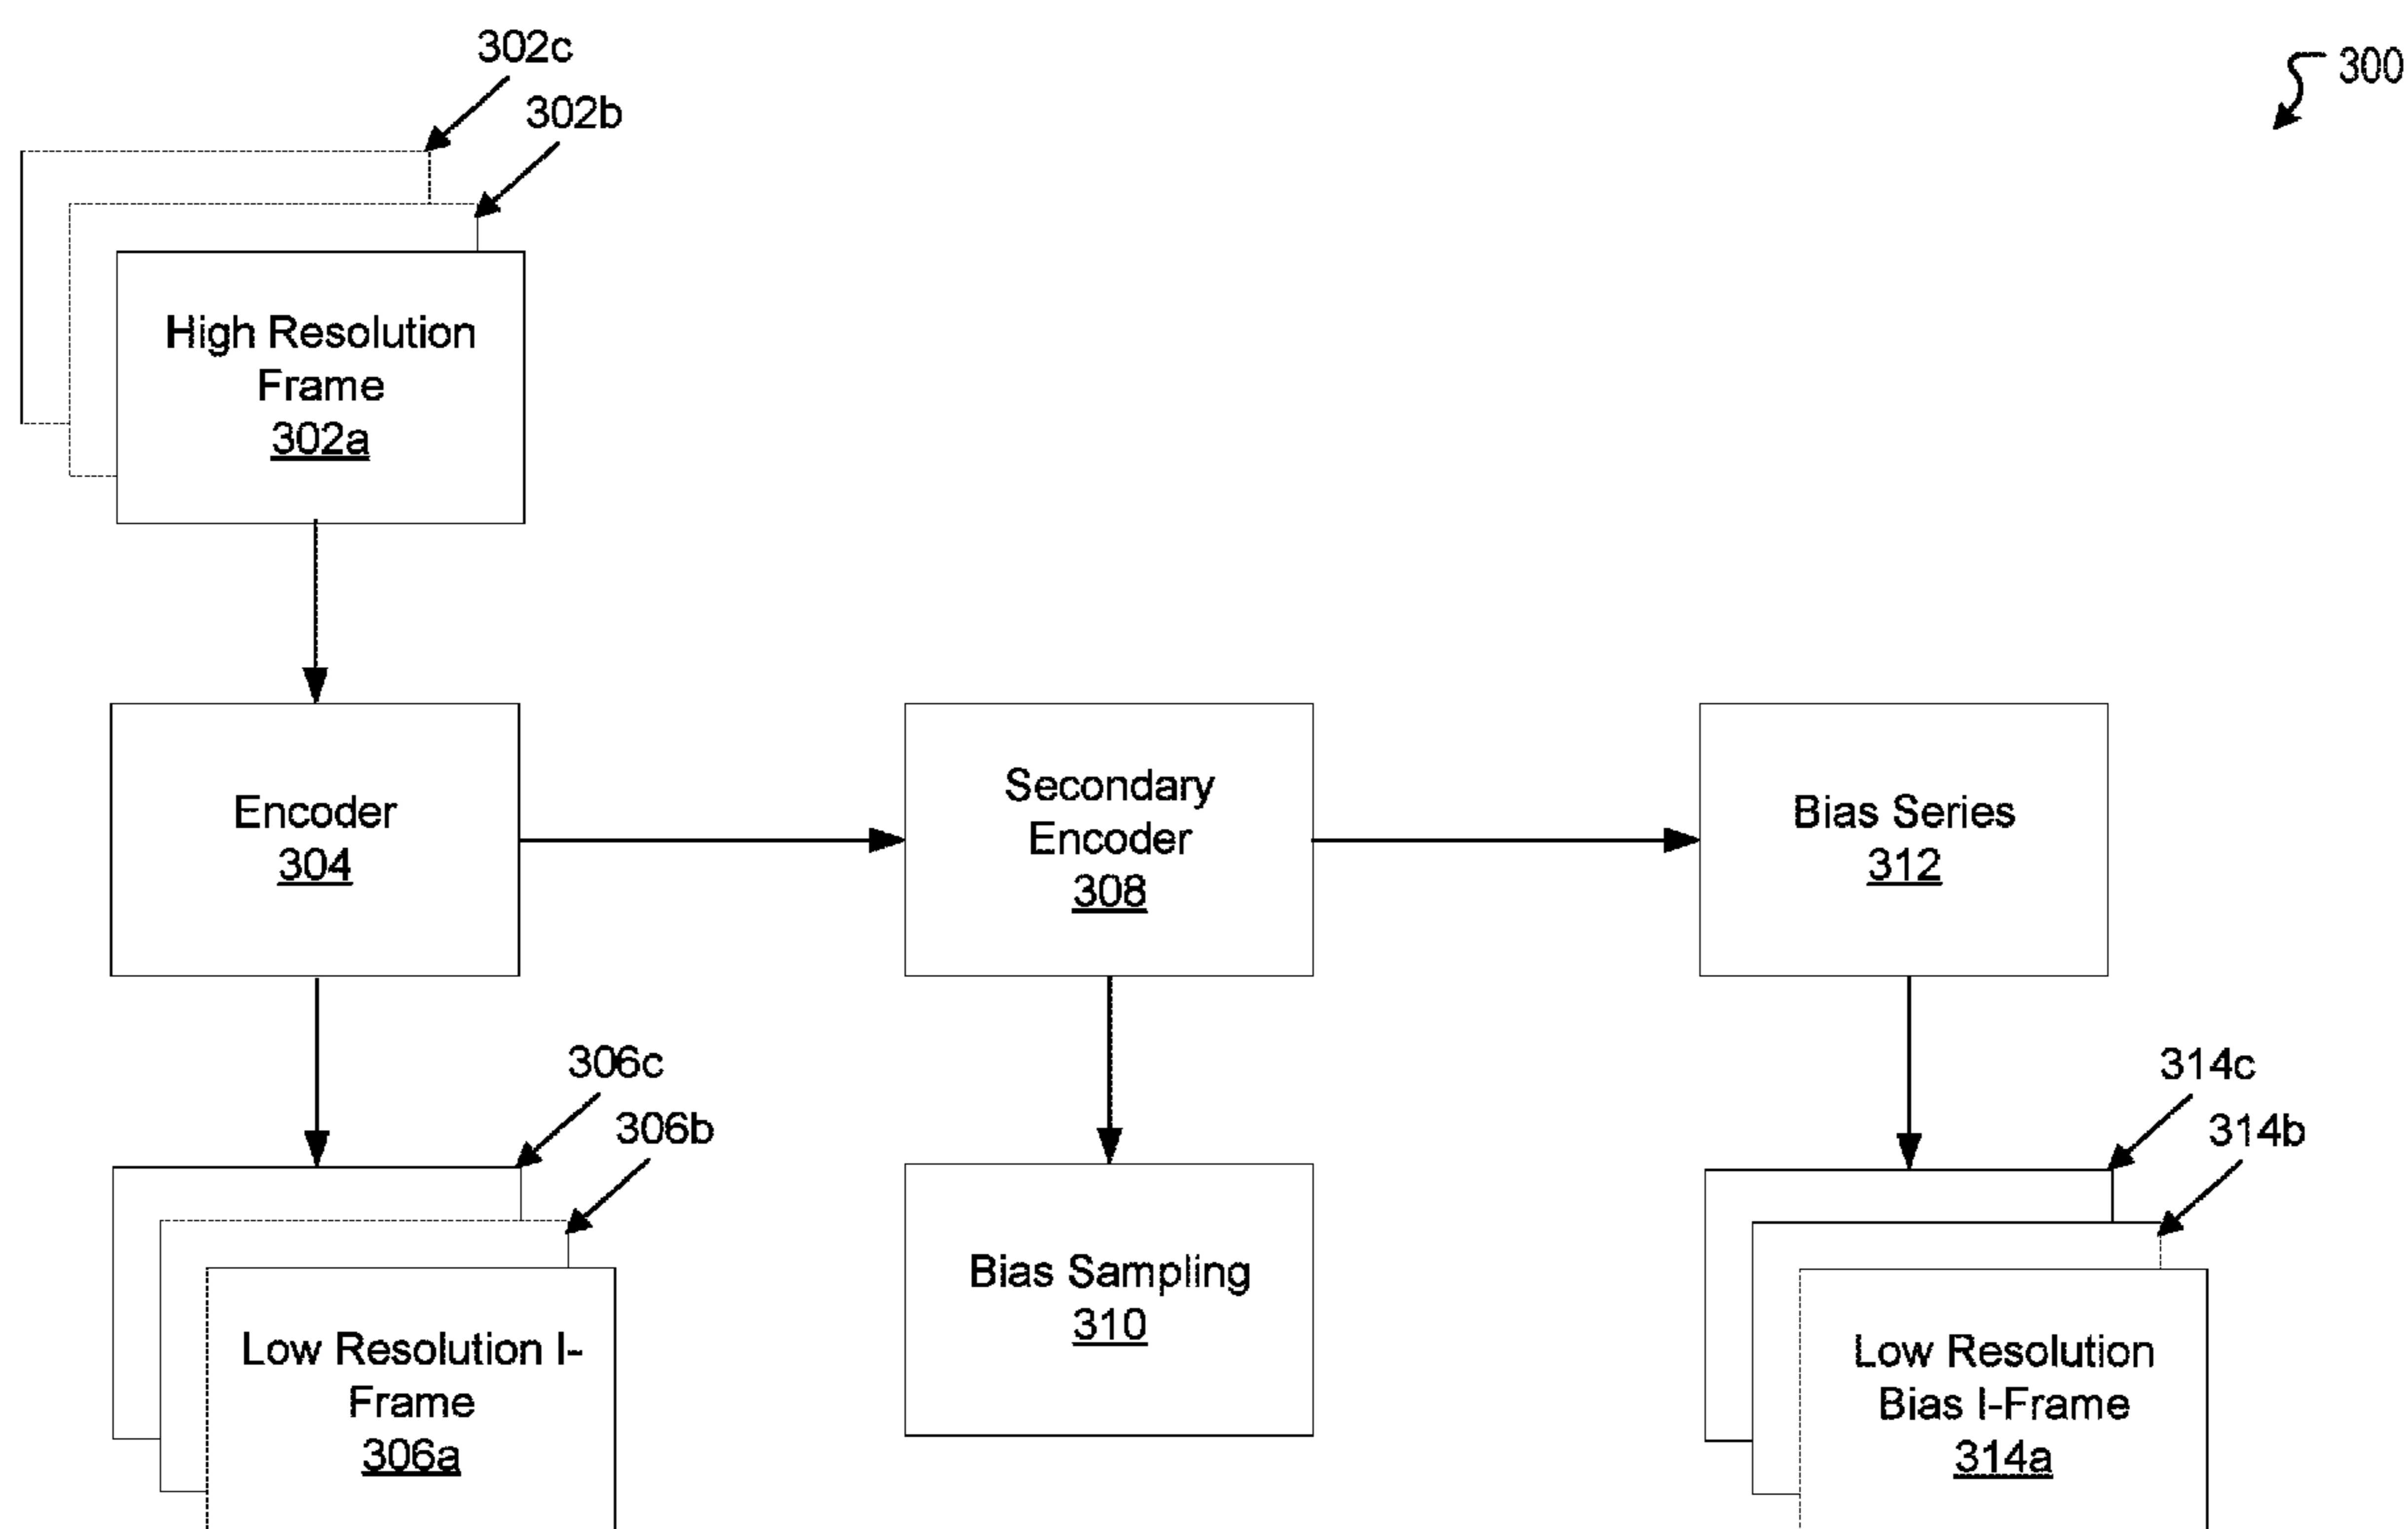 302c
302b
300
High Resolution
Frame
302a
Encoder
304
Secondary
Encoder
308
Bias Series
312
306c
306b
314c
314b
Low Resolution I-
Frame
306a
Bias Sampling
310
Low Resolution
Bias I-Frame
314a